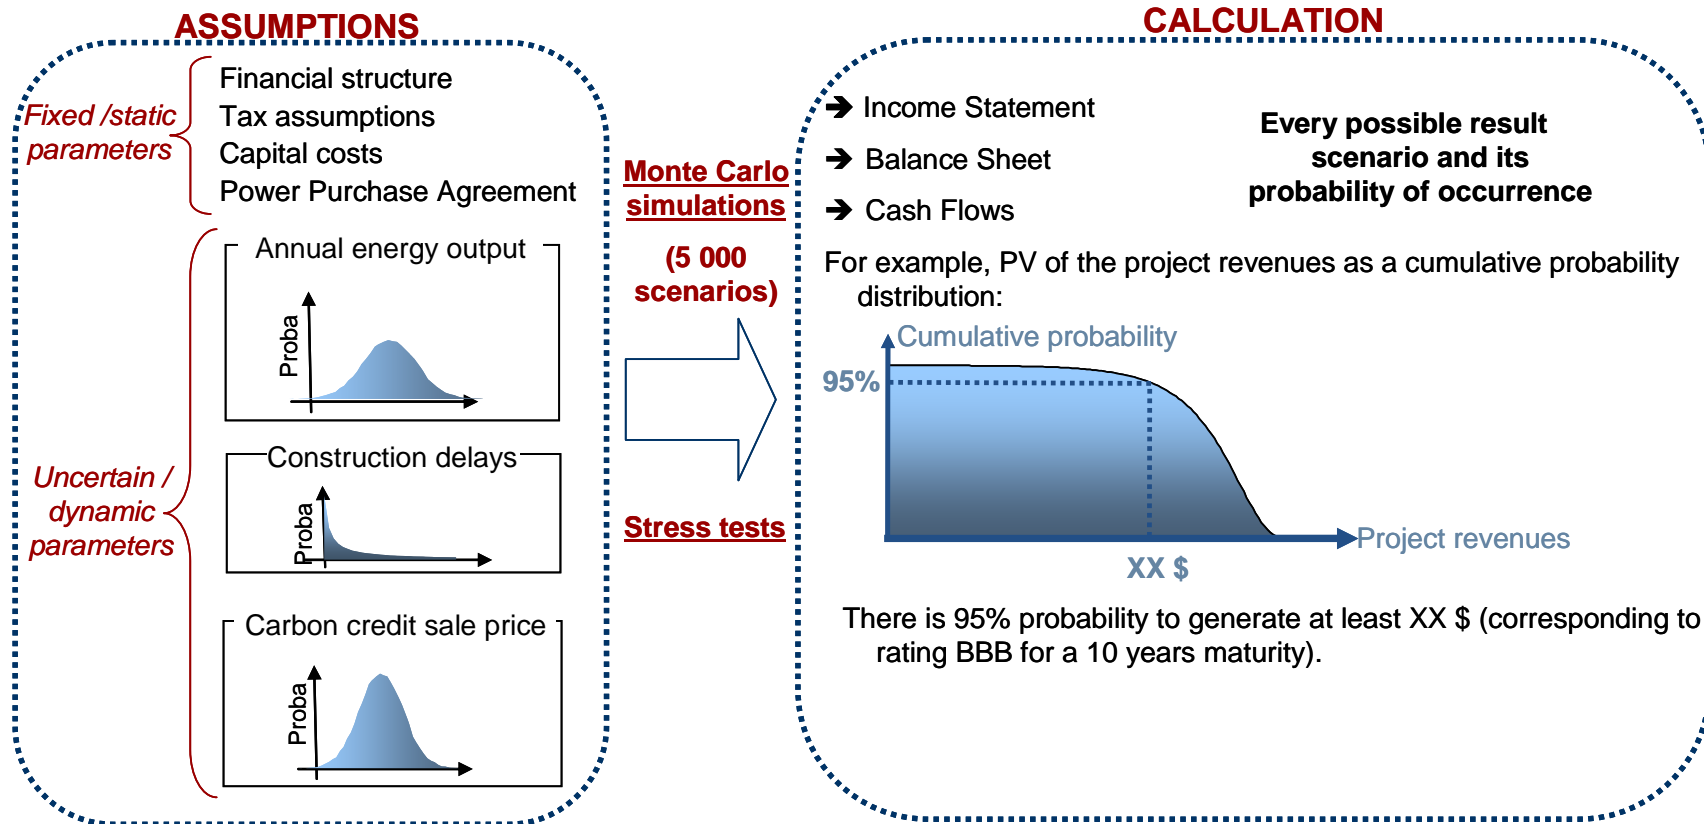 ASSUMPTIONS
Fixed /static
parameters
Financial structure
Tax assumptions
Capital costs
Power Purchase Agreement
Uncertain /
dynamic
parameters
Annual energy output
Proba
Construction delays
Proba
Carbon credit sale price
Proba
Monte Carlo
simulations
(5 000
scenarios)
Stress tests
CALCULATION
➔ Income Statement
➔ Balance Sheet
➔ Cash Flows
Every possible result
scenario and its
probability of occurrence
For example, PV of the project revenues as a cumulative probability
distribution:
Cumulative probability
95%
Project revenues
XX $
There is 95% probability to generate at least XX $ (corresponding to
rating BBB for a 10 years maturity).